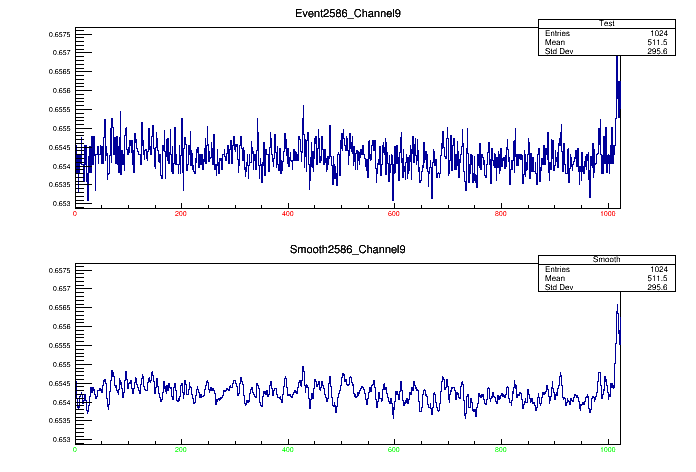 Event2586_Channel9
Test
Entries 1024
Mean 511.5
Std Dev 295.6
0.6575
0.657
0.6565
0.656
0.6555
0.655
0.6545
0.654
0.6535
0.653
0 200 400 600 800 1000
Smooth2586_Channel9
Smooth
Entries 1024
Mean 511.5
Std Dev 295.6
0.6575
0.657
0.6565
0.656
0.6555
0.655
0.6545
0.654
0.6535
0.653
0 200 400 600 800 1000